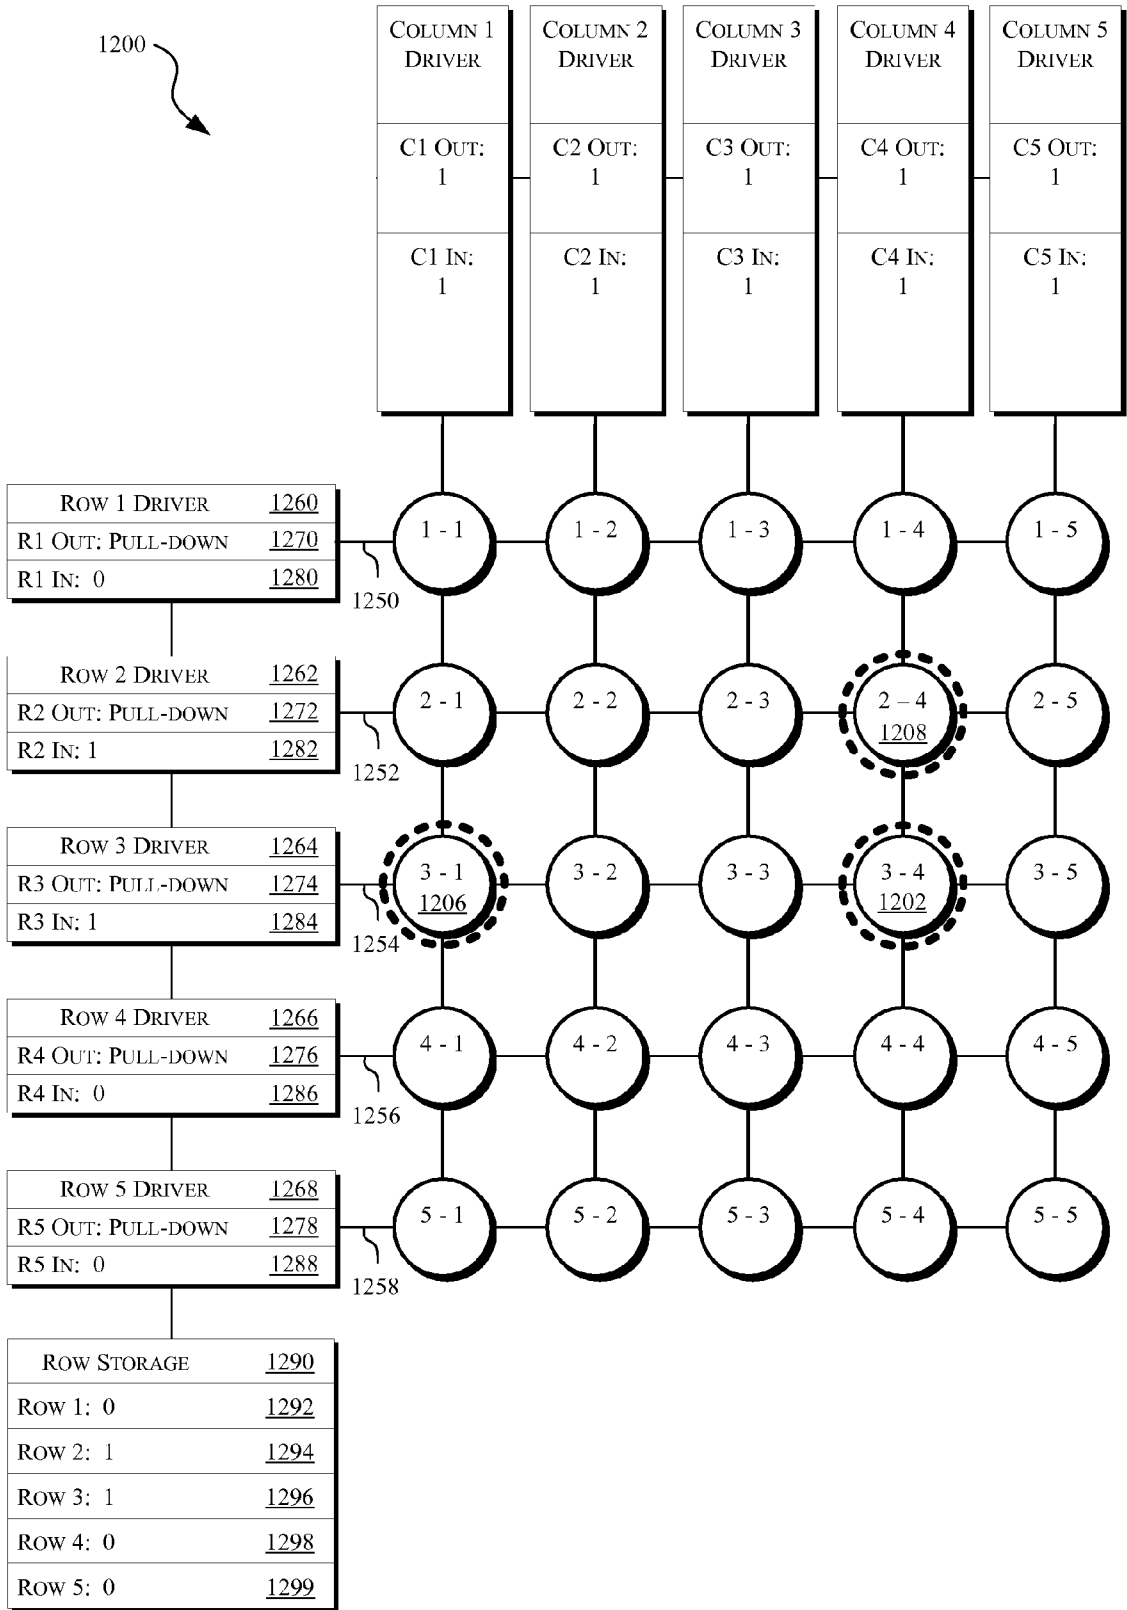 1200
COLUMN 1 DRIVER
C1 OUT: 1
C1 IN: 1
COLUMN 2 DRIVER
C2 OUT: 1
C2 IN: 1
COLUMN 3 DRIVER
C3 OUT: 1
C3 IN: 1
COLUMN 4 DRIVER
C4 OUT: 1
C4 IN: 1
COLUMN 5 DRIVER
C5 OUT: 1
C5 IN: 1
ROW 1 DRIVER 1260
R1 OUT: PULL-DOWN 1270
R1 IN: 0 1280
1250
1 - 1 1 - 2 1 - 3 1 - 4 1 - 5
ROW 2 DRIVER 1262
R2 OUT: PULL-DOWN 1272
R2 IN: 1 1282
1252
2 - 1 2 - 2 2 - 3 2 – 4 2 - 5
1208
ROW 3 DRIVER 1264
R3 OUT: PULL-DOWN 1274
R3 IN: 1 1284
1254
3 - 1 3 - 2 3 - 3 3 - 4 3 - 5
1206 1202
ROW 4 DRIVER 1266
R4 OUT: PULL-DOWN 1276
R4 IN: 0 1286
1256
4 - 1 4 - 2 4 - 3 4 - 4 4 - 5
ROW 5 DRIVER 1268
R5 OUT: PULL-DOWN 1278
R5 IN: 0 1288
1258
5 - 1 5 - 2 5 - 3 5 - 4 5 - 5
ROW STORAGE 1290
ROW 1: 0 1292
ROW 2: 1 1294
ROW 3: 1 1296
ROW 4: 0 1298
ROW 5: 0 1299